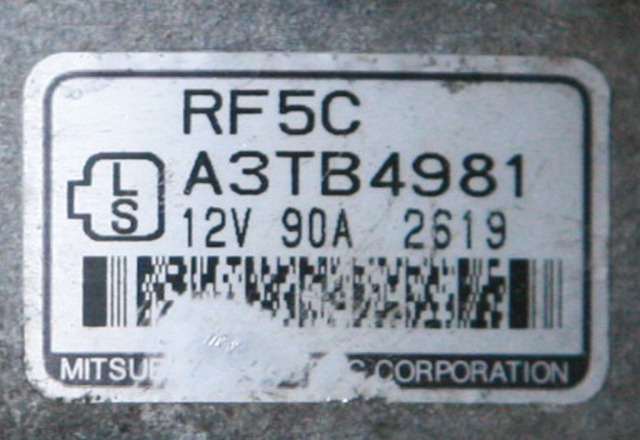 RF5C
A3TB4981
L
S
12V 90A 2619
CORPORATION